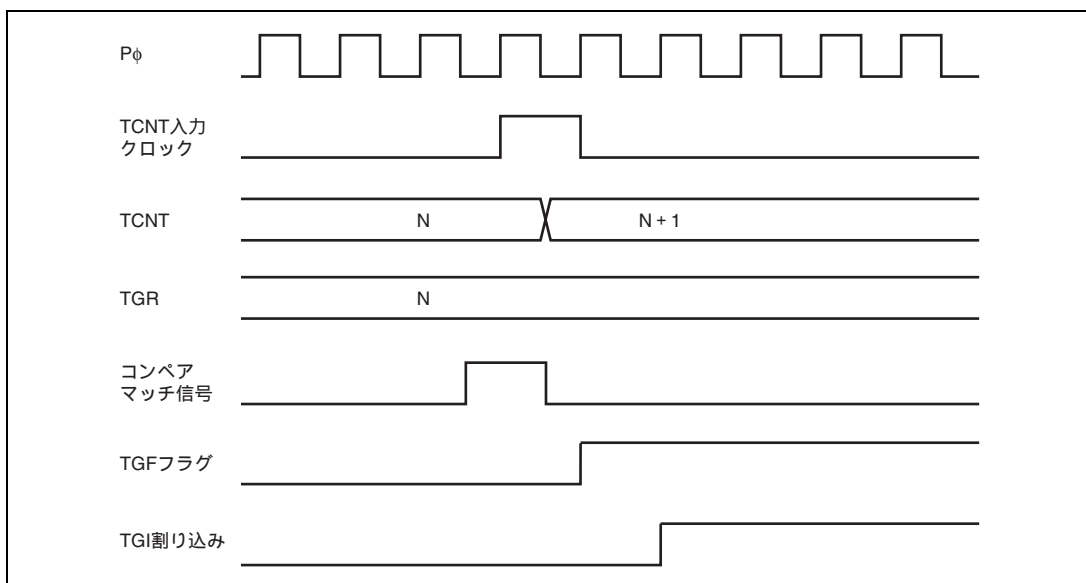 Pφ
TCNT入力
クロック
TCNT
N
N + 1
TGR
N
コンペア
マッチ信号
TGFフラグ
TGI割り込み